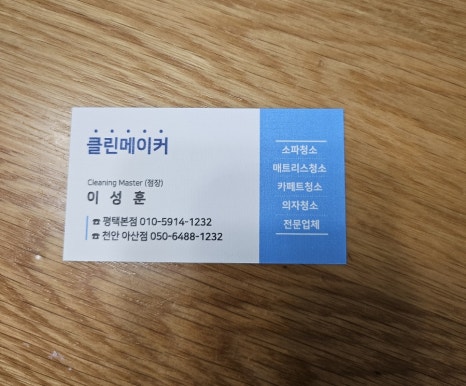 클린메이커
Cleaning Master (점장)
이 성 훈
☎ 평택본점 010-5914-1232
☎ 천안 아산점 050-6488-1232
소파청소
매트리스청소
카페트청소
의자청소
전문업체